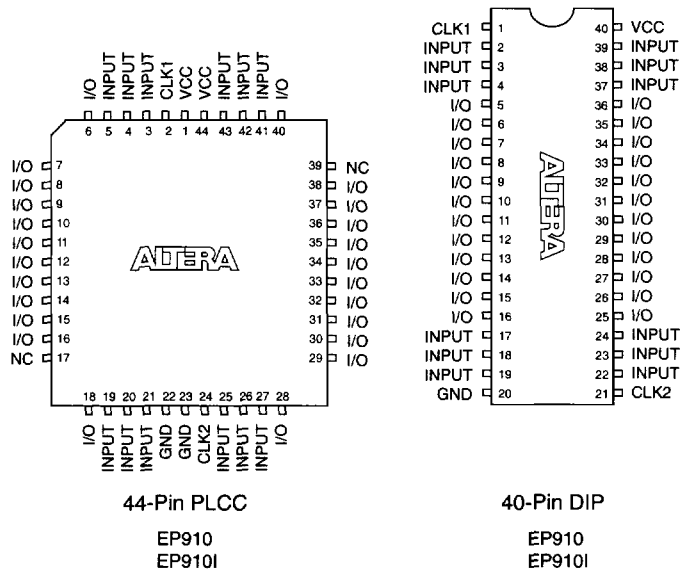 I/O INPUT INPUT INPUT CLK1 VCC VCC INPUT INPUT INPUT I/O
6 5 4 3 2 1 44 43 42 41 40
I/O 7 39 NC
I/O 8 38 I/O
I/O 9 37 I/O
I/O 10 36 I/O
I/O 11 35 I/O
I/O 12 34 I/O
I/O 13 33 I/O
I/O 14 32 I/O
I/O 15 31 I/O
I/O 16 30 I/O
NC 17 29 I/O
ALTERA
18 19 20 21 22 23 24 25 26 27 28
I/O INPUT INPUT INPUT GND GND CLK2 INPUT INPUT INPUT I/O
44-Pin PLCC
EP910
EP910I
CLK1 1 40 VCC
INPUT 2 39 INPUT
INPUT 3 38 INPUT
INPUT 4 37 INPUT
I/O 5 36 I/O
I/O 6 35 I/O
I/O 7 34 I/O
I/O 8 33 I/O
I/O 9 32 I/O
I/O 10 31 I/O
I/O 11 30 I/O
I/O 12 29 I/O
I/O 13 28 I/O
I/O 14 27 I/O
I/O 15 26 I/O
I/O 16 25 I/O
INPUT 17 24 INPUT
INPUT 18 23 INPUT
INPUT 19 22 INPUT
GND 20 21 CLK2
ALTERA
40-Pin DIP
EP910
EP910I